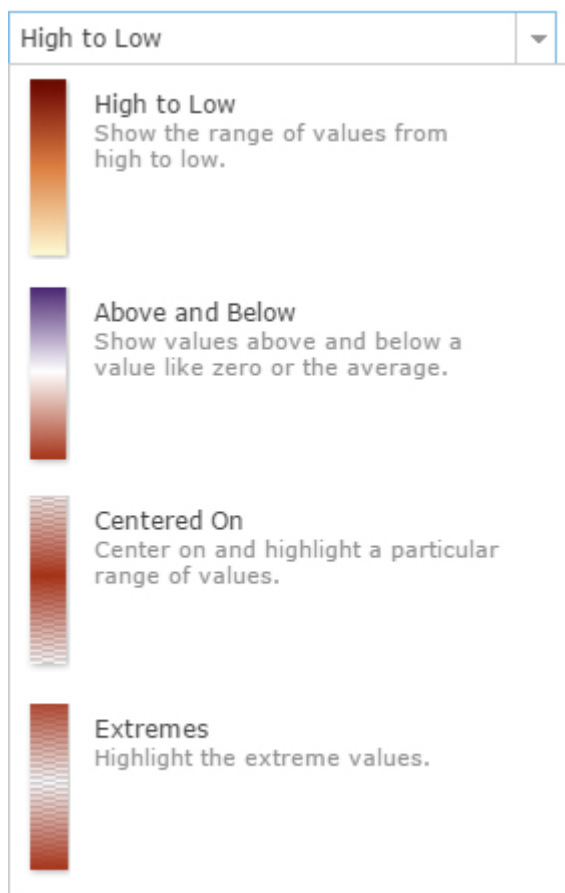 High to Low
High to Low
Show the range of values from
high to low.
Above and Below
Show values above and below a
value like zero or the average.
Centered On
Center on and highlight a particular
range of values.
Extremes
Highlight the extreme values.